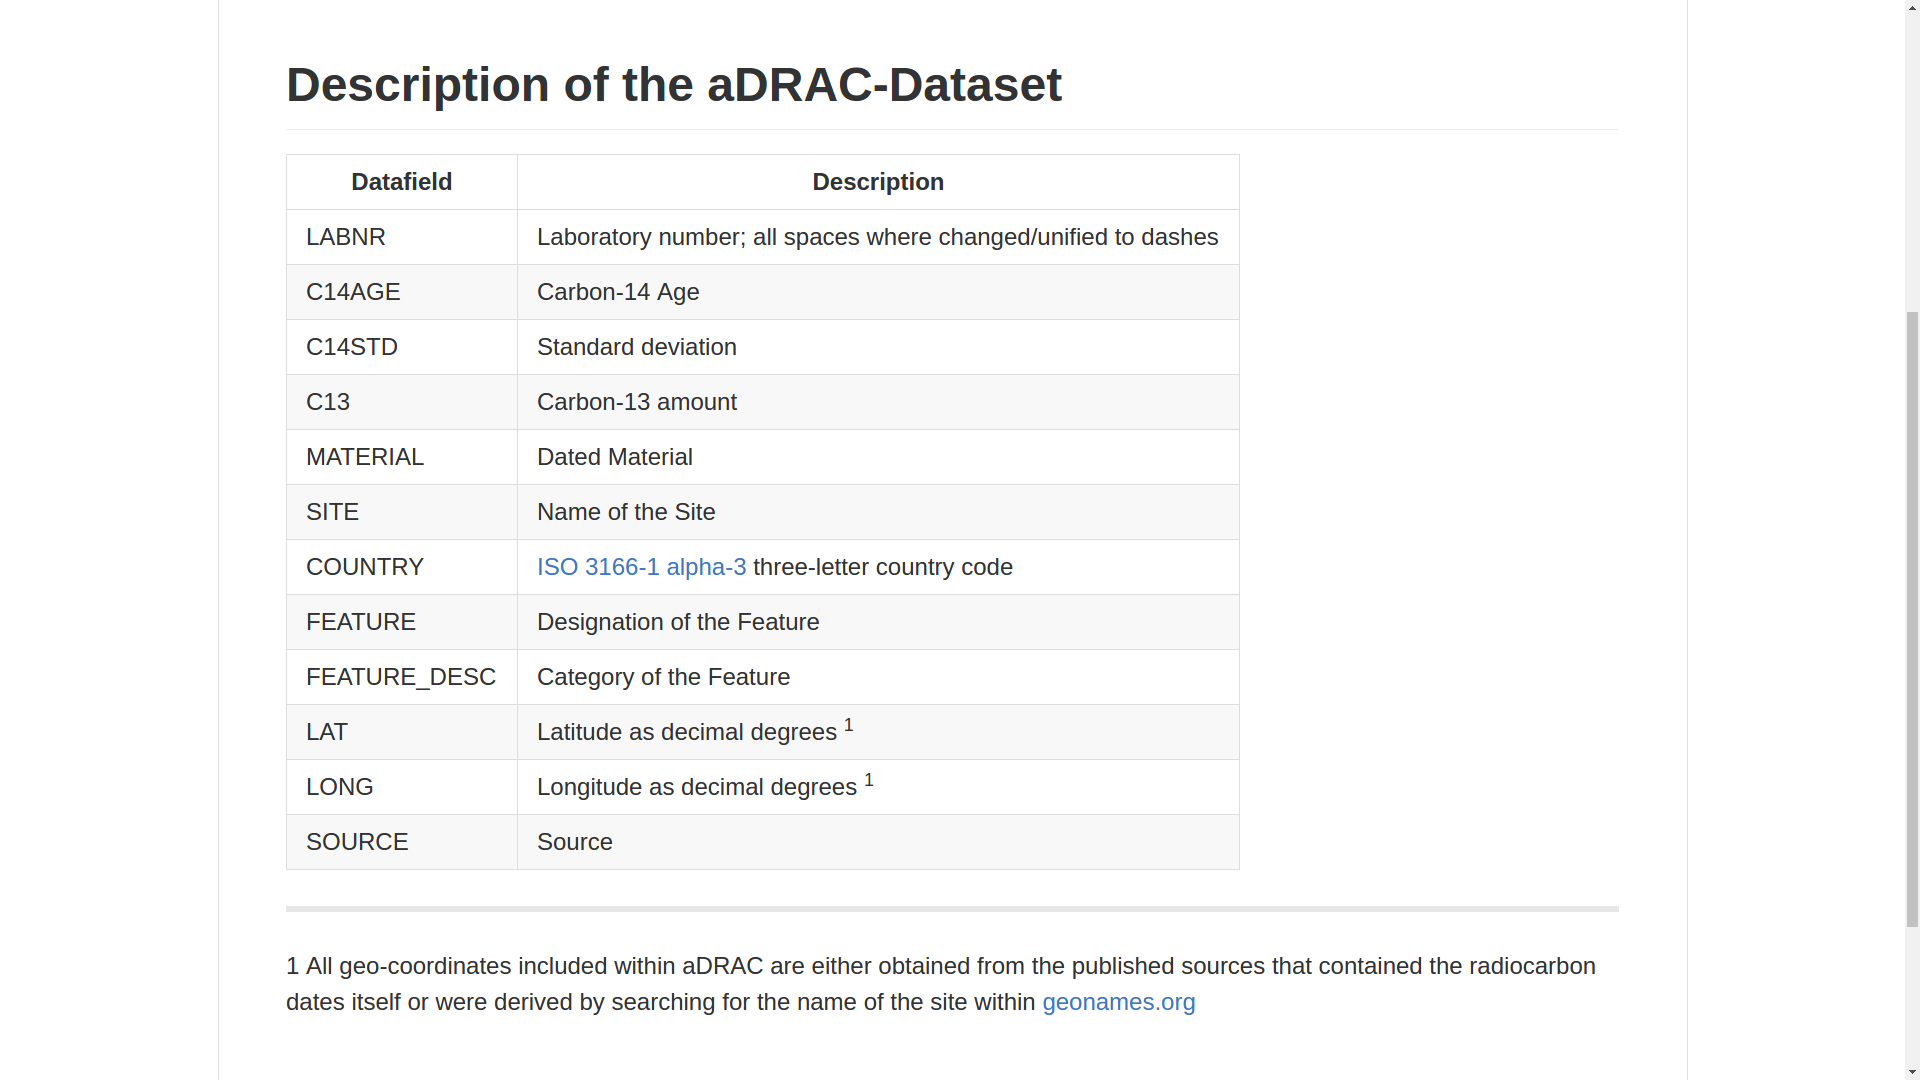 Description of the aDRAC-Dataset
Datafield Description
LABNR Laboratory number; all spaces where changed/unified to dashes
C14AGE Carbon-14 Age
C14STD Standard deviation
C13 Carbon-13 amount
MATERIAL Dated Material
SITE Name of the Site
COUNTRY ISO 3166-1 alpha-3 three-letter country code
FEATURE Designation of the Feature
FEATURE_DESC Category of the Feature
LAT Latitude as decimal degrees 1
LONG Longitude as decimal degrees 1
SOURCE Source
1 All geo-coordinates included within aDRAC are either obtained from the published sources that contained the radiocarbon
dates itself or were derived by searching for the name of the site within geonames.org